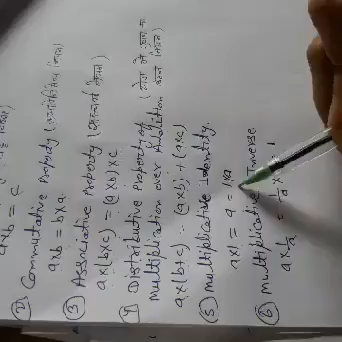 a×b = c
② Commutative Property (क्रमविनिमेय नियम)
a×b = b×a
③ Associative Property (साहचर्य नियम)
a×(b×c) = (a×b)×c
④ Distributive Property of
Multiplication over Addition
a×(b+c) = (a×b)+(a×c)
⑤ Multiplicative Identity.
a×1 = a = 1×a
⑥ Multiplicative Inverse
a×1/a = 1/a×
1